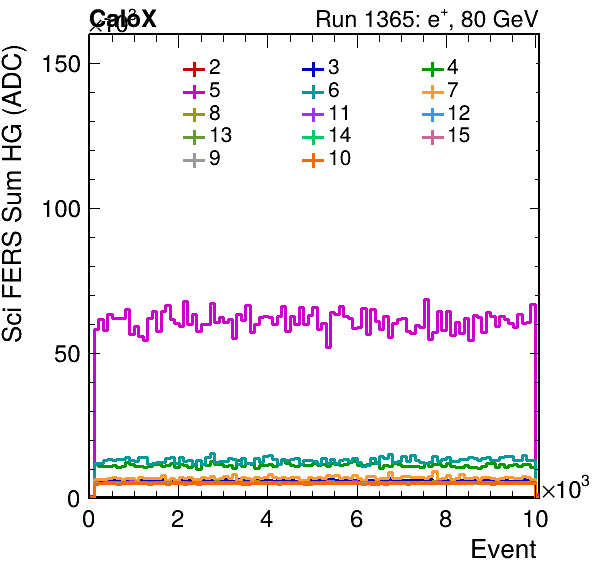 CaloX ×10³ Run 1365: e⁺, 80 GeV
Sci FERS Sum HG (ADC)
150
100
50
0
2 3 4
5 6 7
8 11 12
13 14 15
9 10
0 2 4 6 8 10
×10³
Event